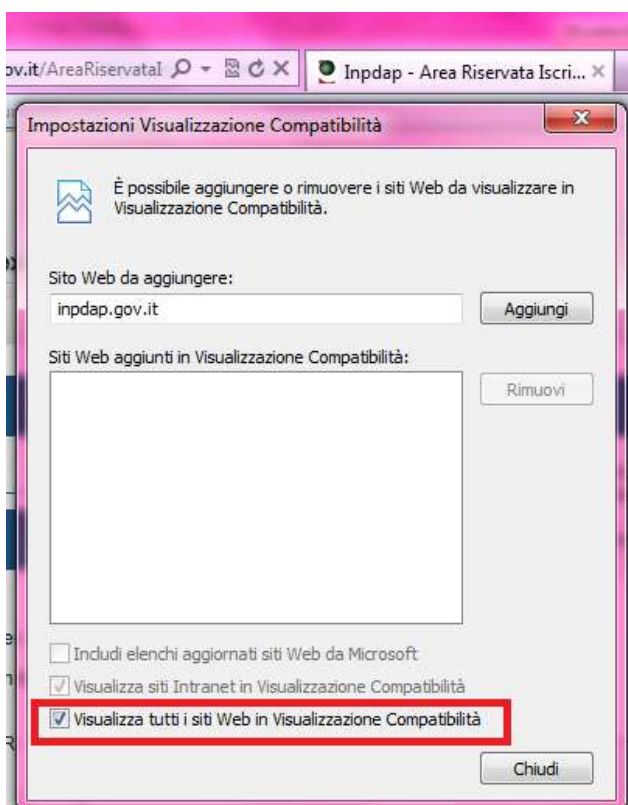 ov.it/AreaRiservataI
Inpdap - Area Riservata Iscri...
Impostazioni Visualizzazione Compatibilità
È possibile aggiungere o rimuovere i siti Web da visualizzare in
Visualizzazione Compatibilità.
Sito Web da aggiungere:
inpdap.gov.it
Aggiungi
Siti Web aggiunti in Visualizzazione Compatibilità:
Rimuovi
Includi elenchi aggiornati siti Web da Microsoft
Visualizza siti Intranet in Visualizzazione Compatibilità
Visualizza tutti i siti Web in Visualizzazione Compatibilità
Chiudi